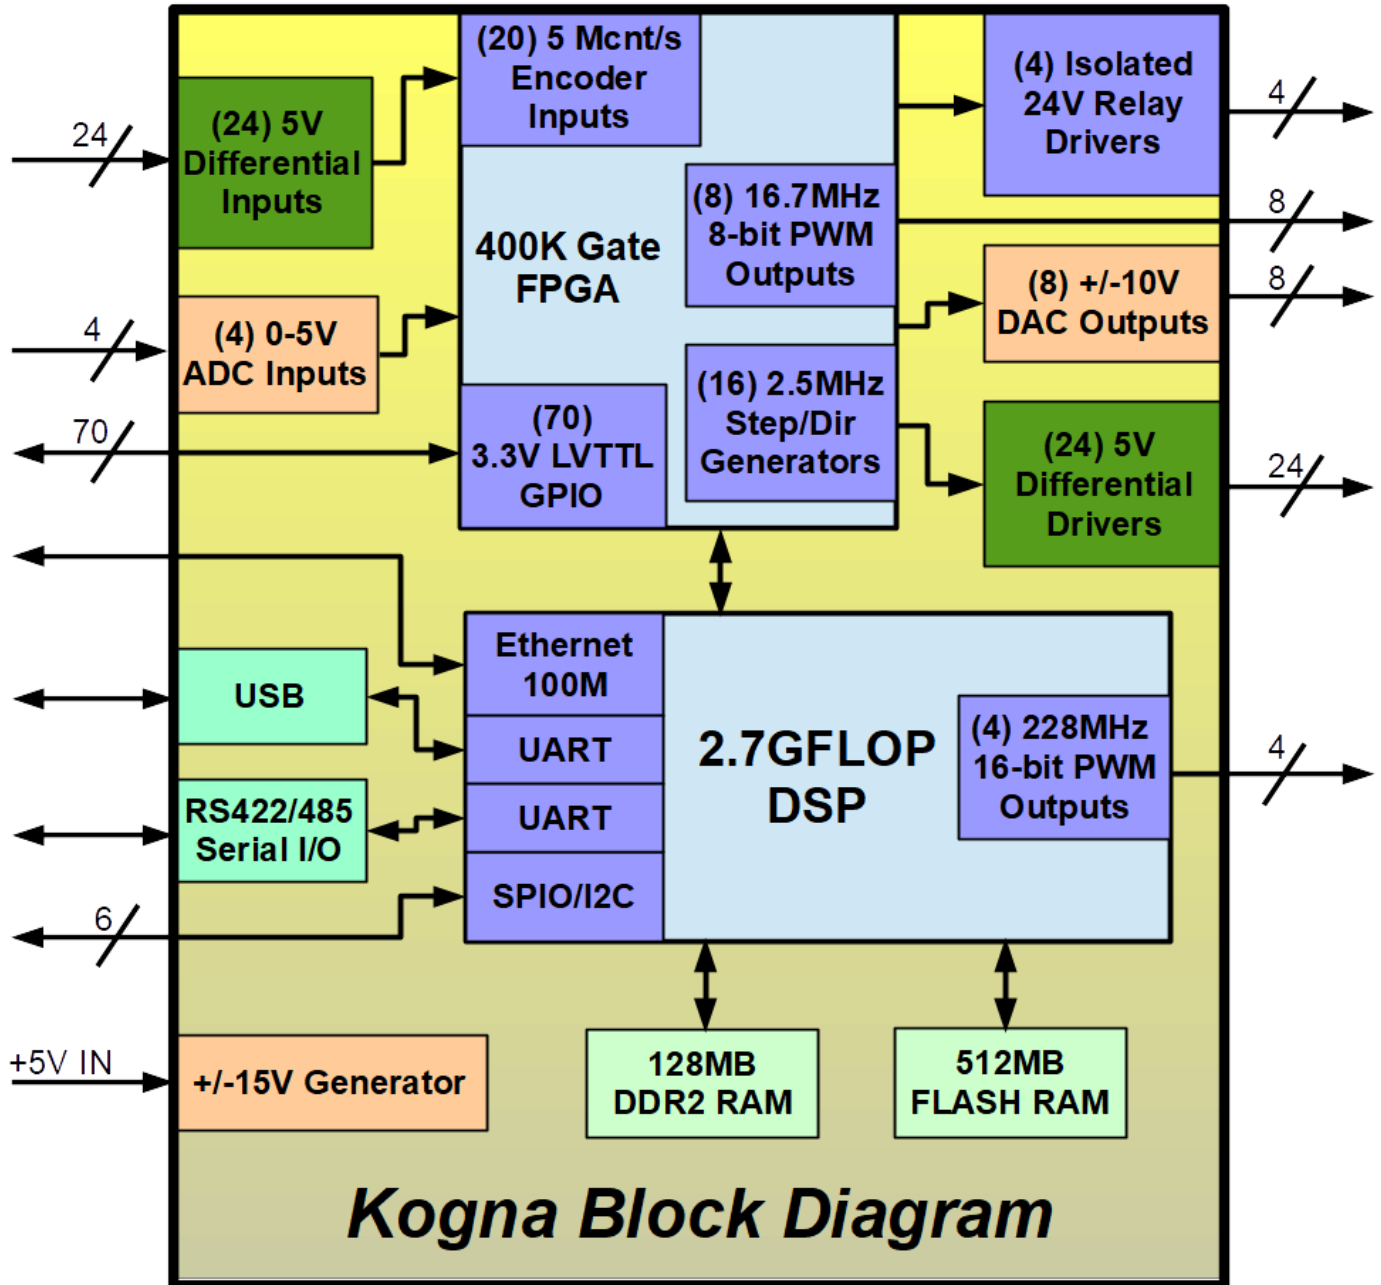 (20) 5 Mcnt/s
Encoder
Inputs
(4) Isolated
24V Relay
Drivers
4
24
(24) 5V
Differential
Inputs
(8) 16.7MHz
8-bit PWM
Outputs
8
400K Gate
FPGA
(8) +/-10V
DAC Outputs
8
4
(4) 0-5V
ADC Inputs
(16) 2.5MHz
Step/Dir
Generators
70
(70)
3.3V LVTTL
GPIO
(24) 5V
Differential
Drivers
24
Ethernet
100M
USB
UART
2.7GFLOP
DSP
(4) 228MHz
16-bit PWM
Outputs
4
RS422/485
Serial I/O
UART
SPIO/I2C
6
+5V IN
+/-15V Generator
128MB
DDR2 RAM
512MB
FLASH RAM
Kogna Block Diagram